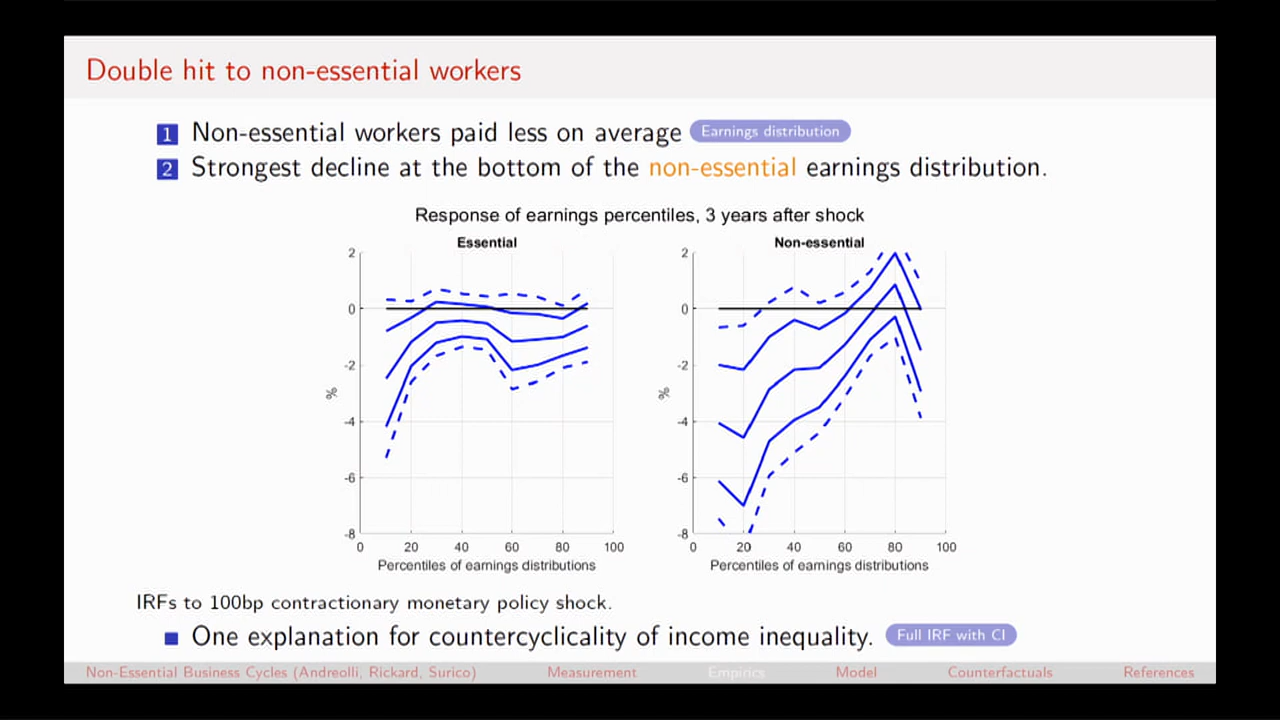 Double hit to non-essential workers
1 Non-essential workers paid less on average Earnings distribution
2 Strongest decline at the bottom of the non-essential earnings distribution.
Response of earnings percentiles, 3 years after shock
Essential
2
0
-2
-4
-6
-8
%
0 20 40 60 80 100
Percentiles of earnings distributions
Non-essential
2
0
-2
-4
-6
-8
%
0 20 40 60 80 100
Percentiles of earnings distributions
IRFs to 100bp contractionary monetary policy shock.
One explanation for countercyclicality of income inequality. Full IRF with CI
Non-Essential Business Cycles (Andreolli, Rickard, Surico) Measurement Empirics Model Counterfactuals References